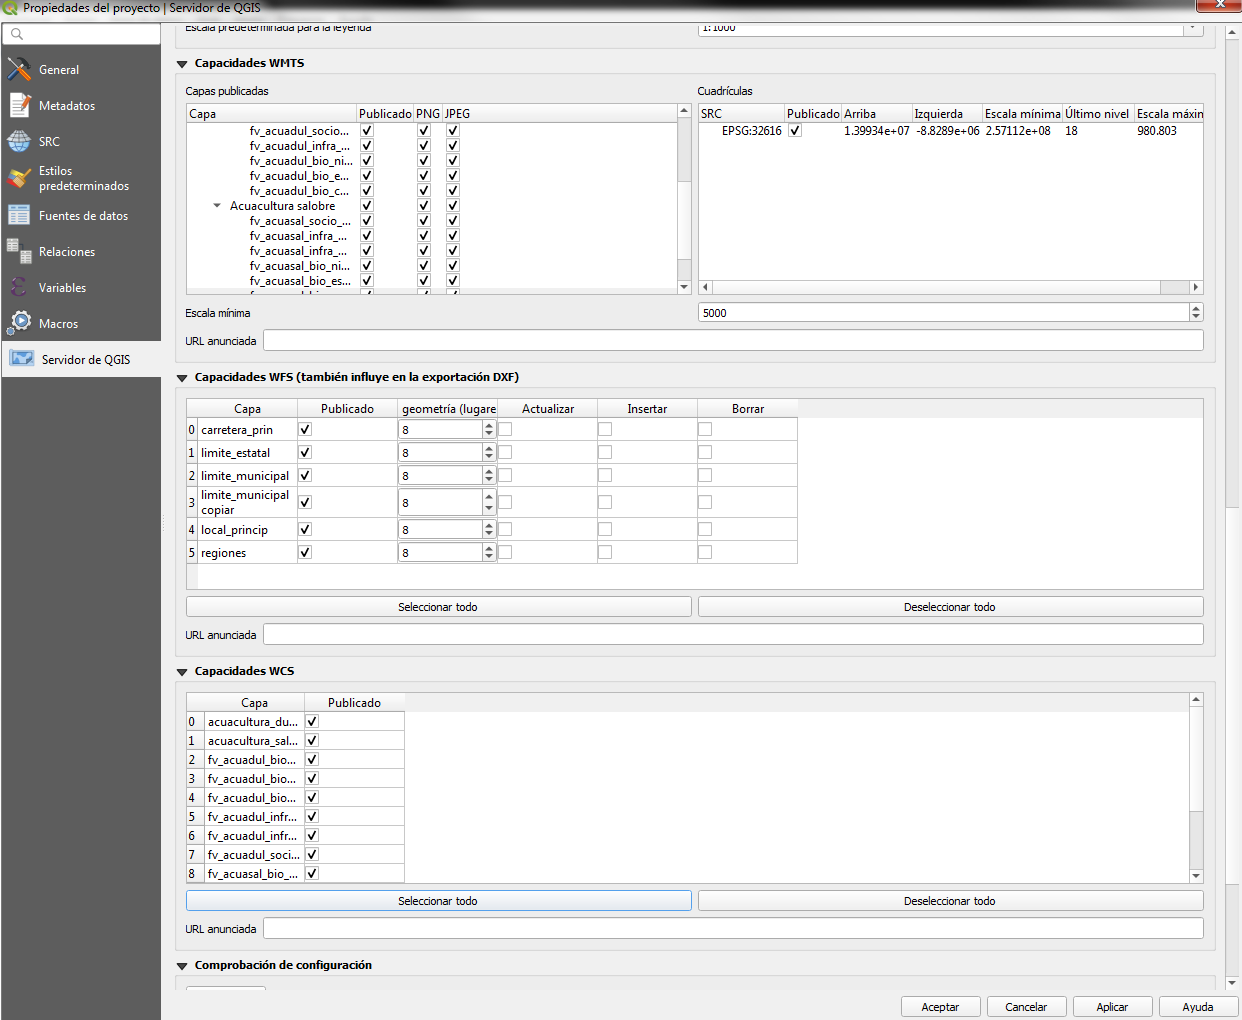 Propiedades del proyecto | Servidor de QGIS
General
Metadatos
SRC
Estilos
predeterminados
Fuentes de datos
Relaciones
Variables
Macros
Servidor de QGIS
Escala predeterminada para la leyenda
1:1000
Capacidades WMTS
Capas publicadas
Capa Publicado PNG JPEG
fv_acuadul_socio...
fv_acuadul_infra_...
fv_acuadul_bio_ni...
fv_acuadul_bio_e...
fv_acuadul_bio_c...
Acuacultura salobre
fv_acuasal_socio_...
fv_acuasal_infra_...
fv_acuasal_infra_...
fv_acuasal_bio_ni...
fv_acuasal_bio_es...
Cuadrículas
SRC Publicado Arriba Izquierda Escala mínima Último nivel Escala máxin
EPSG:32616 1.39934e+07 -8.8289e+06 2.57112e+08 18 980.803
Escala mínima 5000
URL anunciada
Capacidades WFS (también influye en la exportación DXF)
Capa Publicado geometría (lugare Actualizar Insertar Borrar
0 carretera_prin 8
1 limite_estatal 8
2 limite_municipal 8
3 limite_municipal
copiar 8
4 local_princip 8
5 regiones 8
Seleccionar todo Deseleccionar todo
URL anunciada
Capacidades WCS
Capa Publicado
0 acuacultura_du...
1 acuacultura_sal...
2 fv_acuadul_bio...
3 fv_acuadul_bio...
4 fv_acuadul_bio...
5 fv_acuadul_infr...
6 fv_acuadul_infr...
7 fv_acuadul_soci...
8 fv_acuasal_bio_...
Seleccionar todo Deseleccionar todo
URL anunciada
Comprobación de configuración
Aceptar Cancelar Aplicar Ayuda